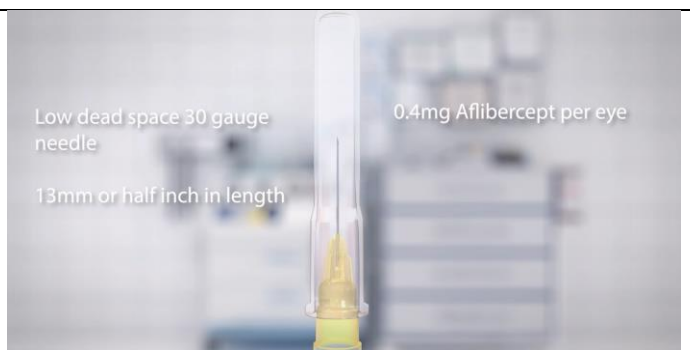 Low dead space 30 gauge
needle
13mm or half inch in length
0.4mg Aflibercept per eye